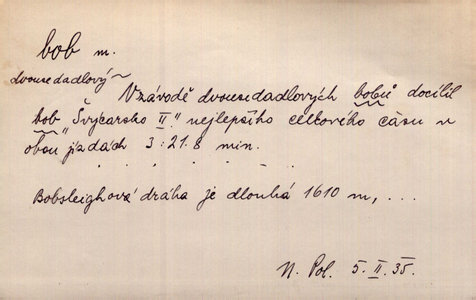 bob m.
dvousedadlový ~
V závodě dvousedadlových bobů docílil
bob "Švýcarsko II." nejlepšího celkového času v
obou jízdách 3:21.8 min.
. . . . . .
Bobsleighová dráha je dlouhá 1610 m, ...
N. Pol. 5. II. 35.